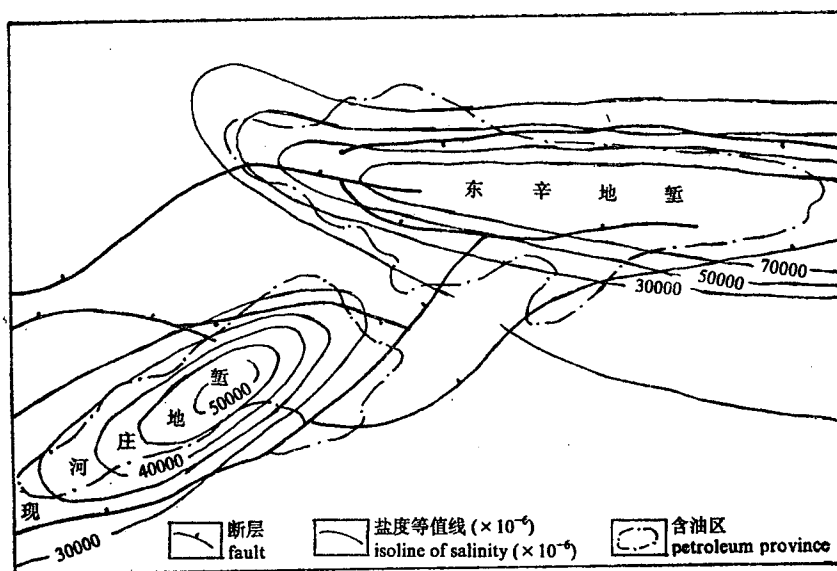 东辛地堑
70000
50000
30000
现河庄地堑
50000
40000
30000
断层
fault
盐度等值线(×10⁻⁶)
isoline of salinity (×10⁻⁶)
含油区
petroleum province